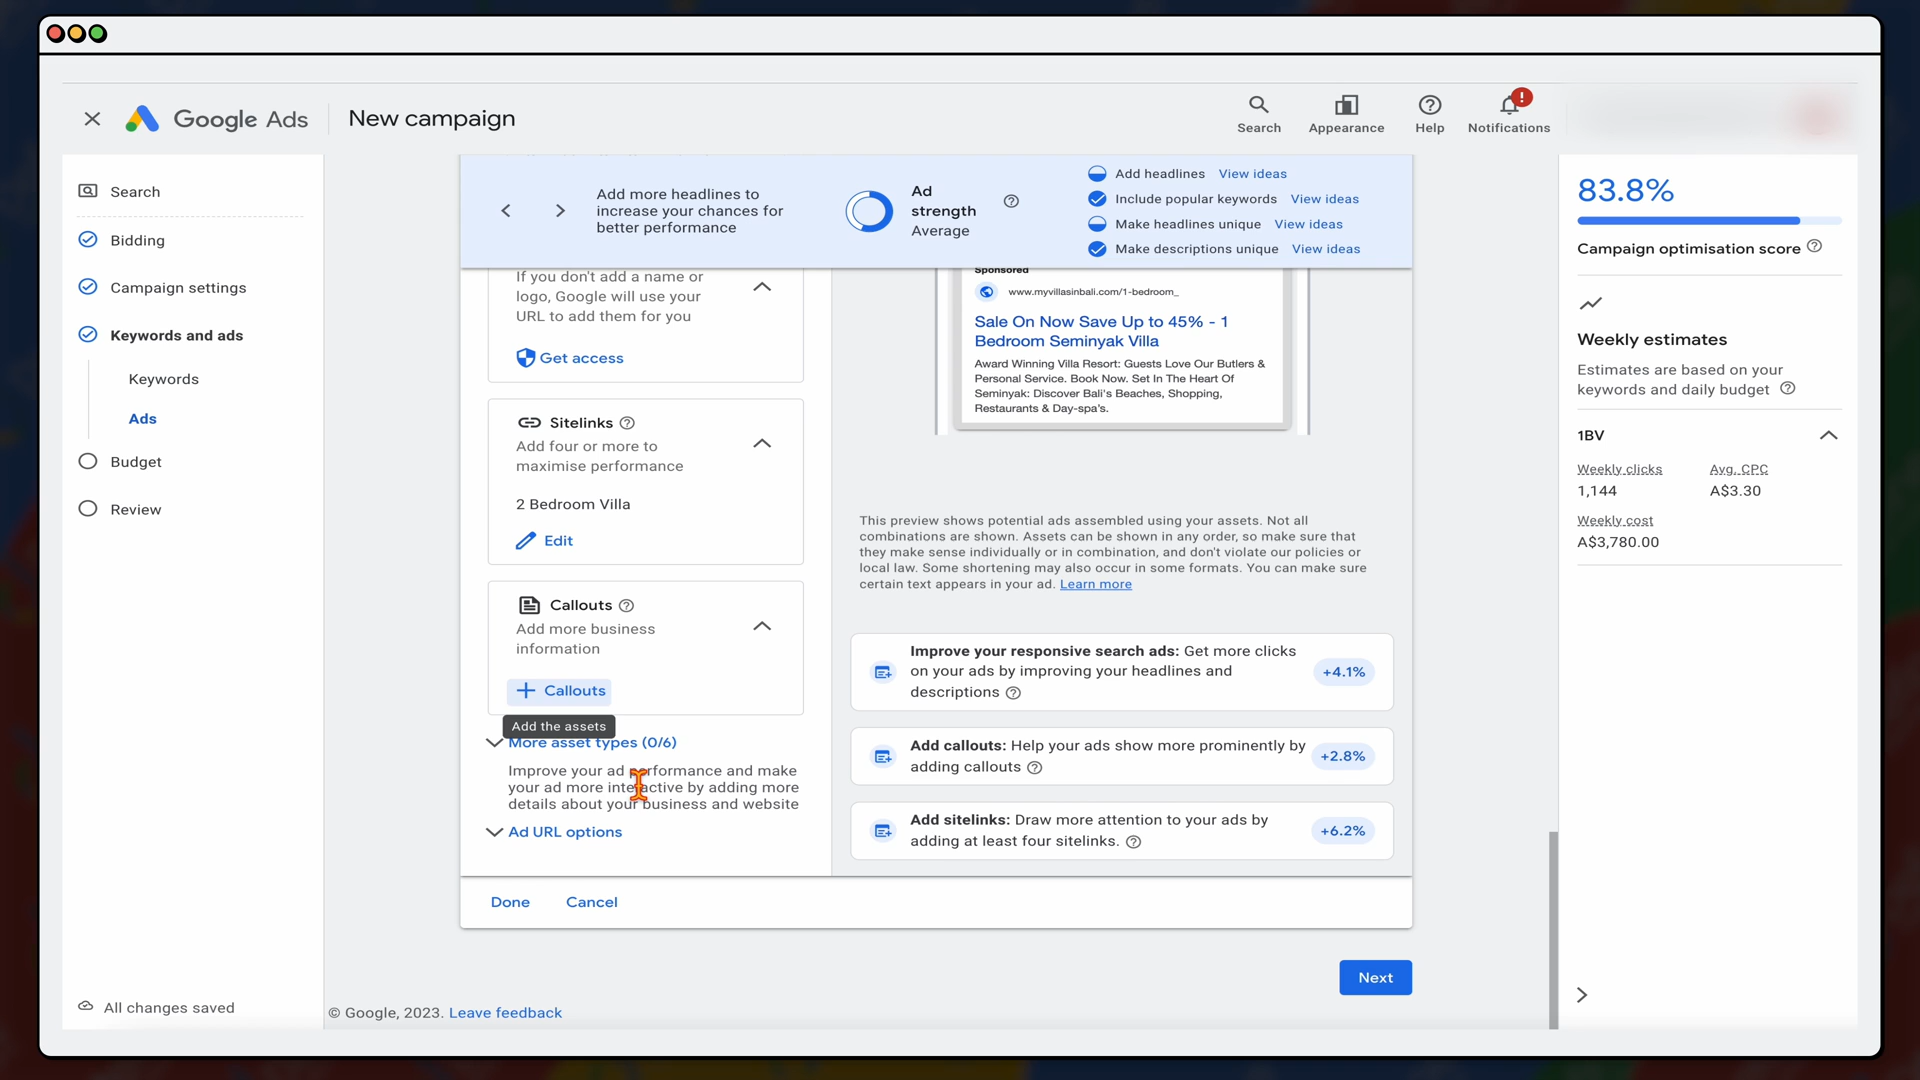 Google Ads
New campaign
Search
Appearance
Help
Notifications
Search
Bidding
Campaign settings
Keywords and ads
Keywords
Ads
Budget
Review
All changes saved
Add more headlines to
increase your chances for
better performance
Ad
strength
Average
Add headlines View ideas
Include popular keywords View ideas
Make headlines unique View ideas
Make descriptions unique View ideas
If you don't add a name or
logo, Google will use your
URL to add them for you
Get access
Sitelinks
Add four or more to
maximise performance
2 Bedroom Villa
Edit
Callouts
Add more business
information
Callouts
Add the assets
More asset types (0/6)
Improve your ad performance and make
your ad more interactive by adding more
details about your business and website
Ad URL options
Done
Cancel
Sponsored
www.myvillasinbali.com/1-bedroom_
Sale On Now Save Up to 45% - 1
Bedroom Seminyak Villa
Award Winning Villa Resort: Guests Love Our Butlers &
Personal Service. Book Now. Set In The Heart Of
Seminyak: Discover Bali's Beaches, Shopping,
Restaurants & Day-spa's.
This preview shows potential ads assembled using your assets. Not all
combinations are shown. Assets can be shown in any order, so make sure that
they make sense individually or in combination, and don't violate our policies or
local law. Some shortening may also occur in some formats. You can make sure
certain text appears in your ad. Learn more
Improve your responsive search ads: Get more clicks
on your ads by improving your headlines and
descriptions
+4.1%
Add callouts: Help your ads show more prominently by
adding callouts
+2.8%
Add sitelinks: Draw more attention to your ads by
adding at least four sitelinks.
+6.2%
Next
© Google, 2023. Leave feedback
83.8%
Campaign optimisation score
Weekly estimates
Estimates are based on your
keywords and daily budget
1BV
Weekly clicks
1,144
Avg. CPC
A$3.30
Weekly cost
A$3,780.00